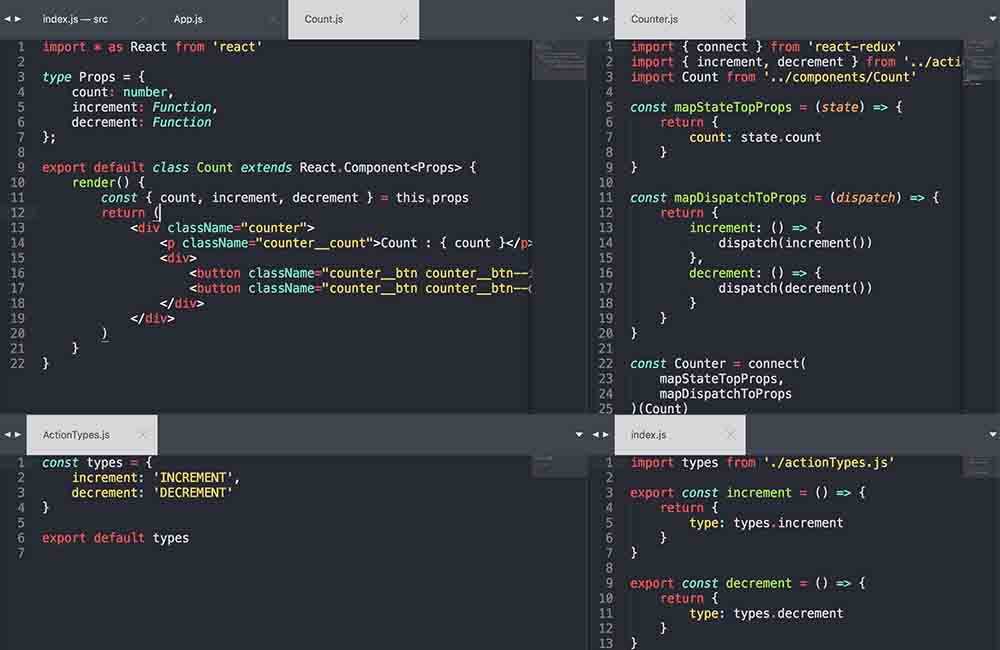 index.js — src App.js Count.js
1 import * as React from 'react'
2
3 type Props = {
4 count: number,
5 increment: Function,
6 decrement: Function
7 };
8
9 export default class Count extends React.Component<Props> {
10 render() {
11 const { count, increment, decrement } = this.props
12 return (
13 <div className="counter">
14 <p className="counter__count">Count : { count }</p>
15 <div>
16 <button className="counter__btn counter__btn--
17 <button className="counter__btn counter__btn--
18 </div>
19 </div>
20 )
21 }
22 }
Counter.js
1 import { connect } from 'react-redux'
2 import { increment, decrement } from '../acti
3 import Count from '../components/Count'
4
5 const mapStateTopProps = (state) => {
6 return {
7 count: state.count
8 }
9 }
10
11 const mapDispatchToProps = (dispatch) => {
12 return {
13 increment: () => {
14 dispatch(increment())
15 },
16 decrement: () => {
17 dispatch(decrement())
18 }
19 }
20 }
21
22 const Counter = connect(
23 mapStateTopProps,
24 mapDispatchToProps
25 )(Count)
ActionTypes.js
1 const types = {
2 increment: 'INCREMENT',
3 decrement: 'DECREMENT'
4 }
5
6 export default types
7
index.js
1 import types from './actionTypes.js'
2
3 export const increment = () => {
4 return {
5 type: types.increment
6 }
7 }
8
9 export const decrement = () => {
10 return {
11 type: types.decrement
12 }
13 }